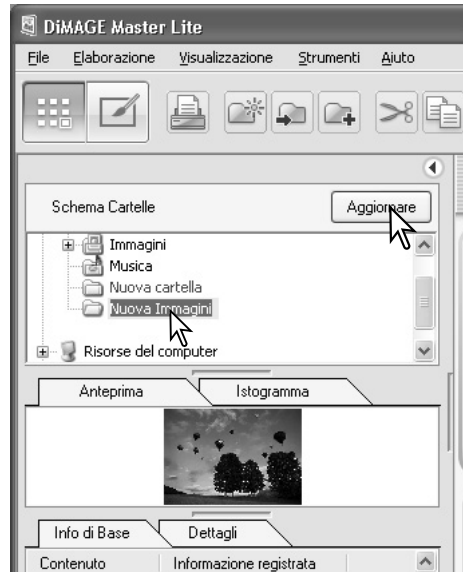 DiMAGE Master Lite
File Elaborazione Visualizzazione Strumenti Aiuto
Schema Cartelle Aggiornare
Immagini
Musica
Nuova cartella
Nuova Immagini
Risorse del computer
Anteprima Istogramma
Info di Base Dettagli
Contenuto Informazione registrata